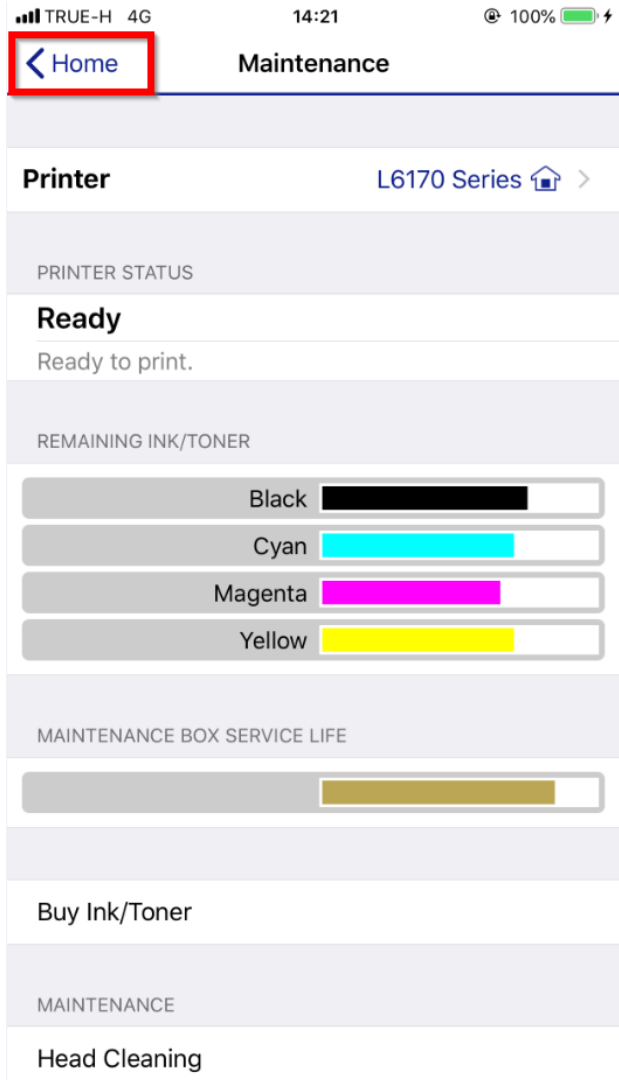 TRUE-H 4G 14:21 100%
Home Maintenance
Printer L6170 Series
PRINTER STATUS
Ready
Ready to print.
REMAINING INK/TONER
Black
Cyan
Magenta
Yellow
MAINTENANCE BOX SERVICE LIFE
Buy Ink/Toner
MAINTENANCE
Head Cleaning